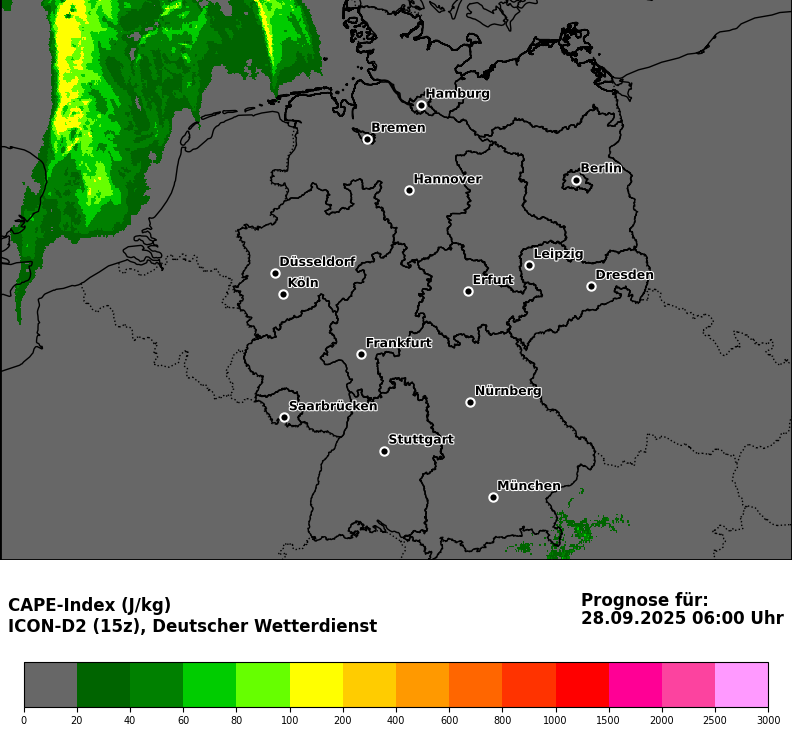 Hamburg
Bremen
Berlin
Hannover
Leipzig
Düsseldorf
Dresden
Erfurt
Köln
Frankfurt
Nürnberg
Saarbrücken
Stuttgart
München
CAPE-Index (J/kg)
ICON-D2 (15z), Deutscher Wetterdienst
Prognose für:
28.09.2025 06:00 Uhr
0 20 40 60 80 100 200 400 600 800 1000 1500 2000 2500 3000